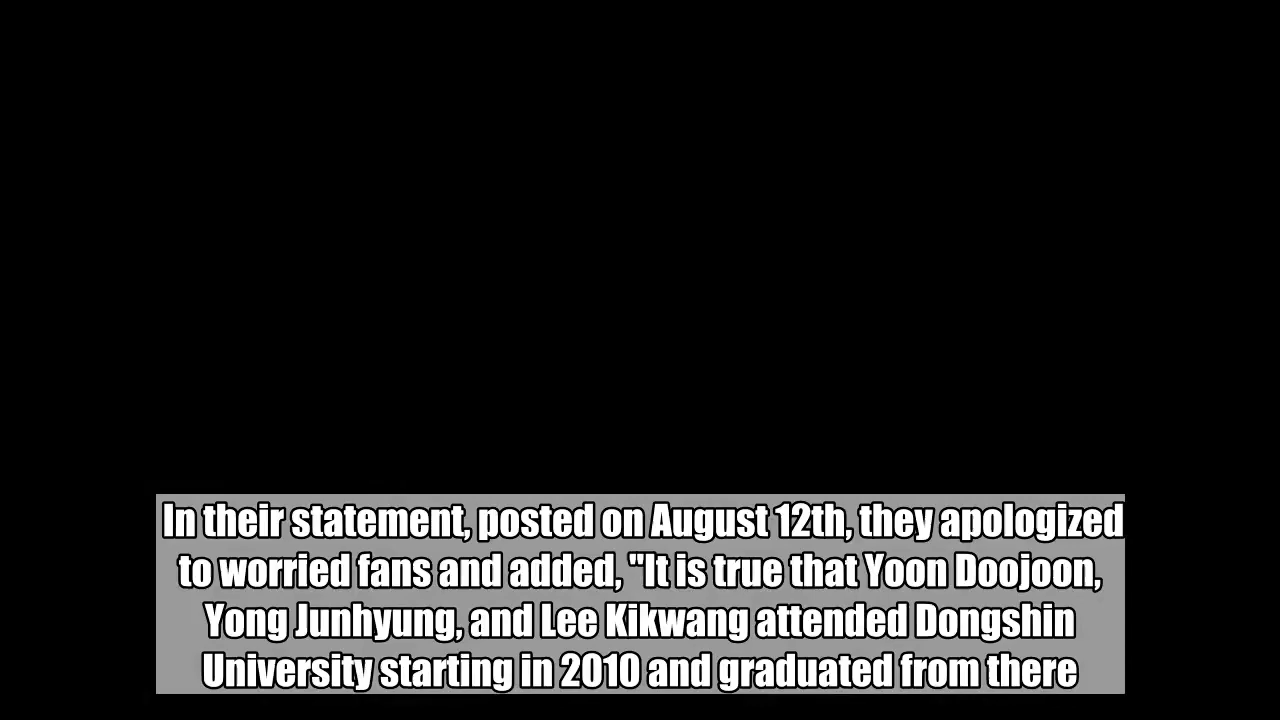 In their statement, posted on August 12th, they apologized
to worried fans and added, "It is true that Yoon Doojoon,
Yong Junhyung, and Lee Kikwang attended Dongshin
University starting in 2010 and graduated from there